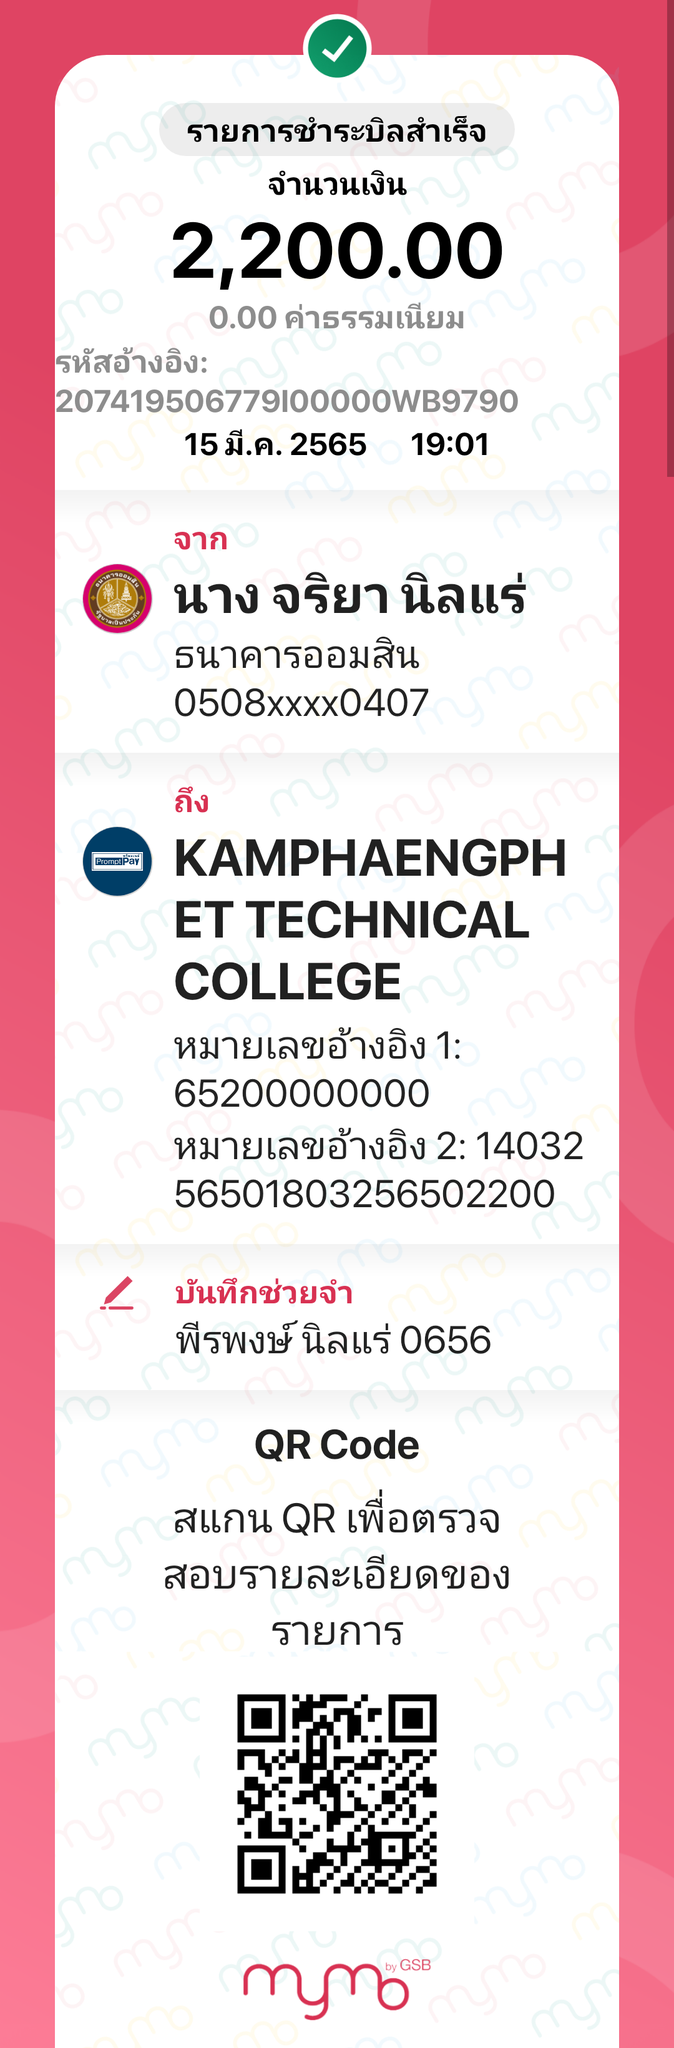 รายการชำระบิลสำเร็จ
จำนวนเงิน
2,200.00
0.00 ค่าธรรมเนียม
รหัสอ้างอิง:
207419506779I00000WB9790
15 มี.ค. 2565 19:01
จาก
นาง จริยา นิลแร่
ธนาคารออมสิน
0508xxxx0407
ถึง
PromptPay
KAMPHAENGPH
ET TECHNICAL
COLLEGE
หมายเลขอ้างอิง 1:
65200000000
หมายเลขอ้างอิง 2: 14032
56501803256502200
บันทึกช่วยจำ
พีรพงษ์ นิลแร่ 0656
QR Code
สแกน QR เพื่อตรวจ
สอบรายละเอียดของ
รายการ
mymo by GSB